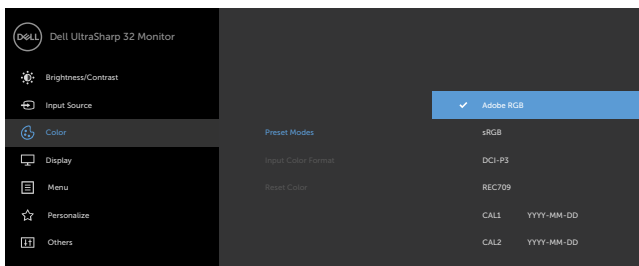 DELL Dell UltraSharp 32 Monitor
Brightness/Contrast
Input Source
Adobe RGB
Color
Preset Modes
sRGB
Display
Input Color Format
DCI-P3
Menu
Reset Color
REC709
Personalize
CAL1 YYYY-MM-DD
Others
CAL2 YYYY-MM-DD